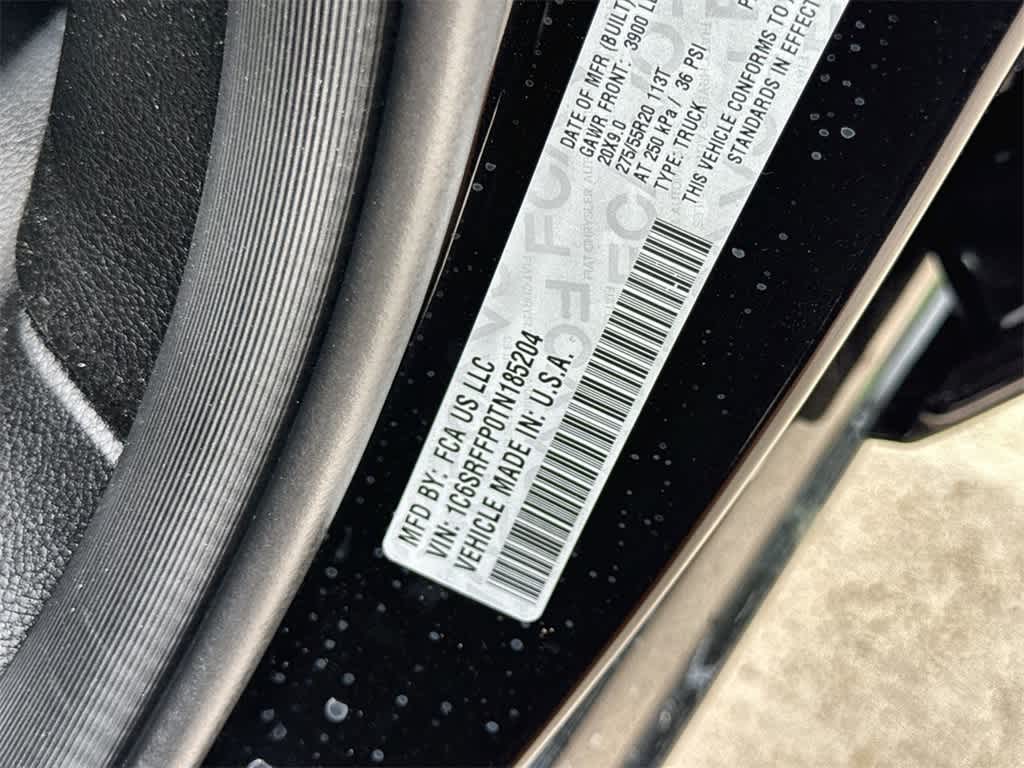 MFD BY: FCA US LLC
VIN: 1C6SRFFP0TN185204
VEHICLE MADE IN: U.S.A.
DATE OF MFR (BUILT)
GAWR FRONT: 3900
20X9.0
275/55R20 113T
AT 250 kPa / 36 PSI
TYPE: TRUCK
THIS VEHICLE CONFORMS TO
STANDARDS IN EFFECT